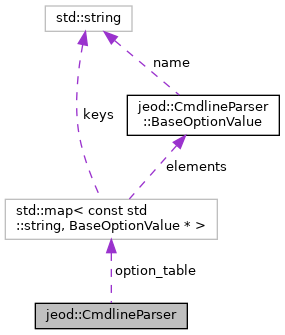 std::string
name
jeod::CmdlineParser
::BaseOptionValue
keys
elements
std::map< const std
::string, BaseOptionValue * >
option_table
jeod::CmdlineParser